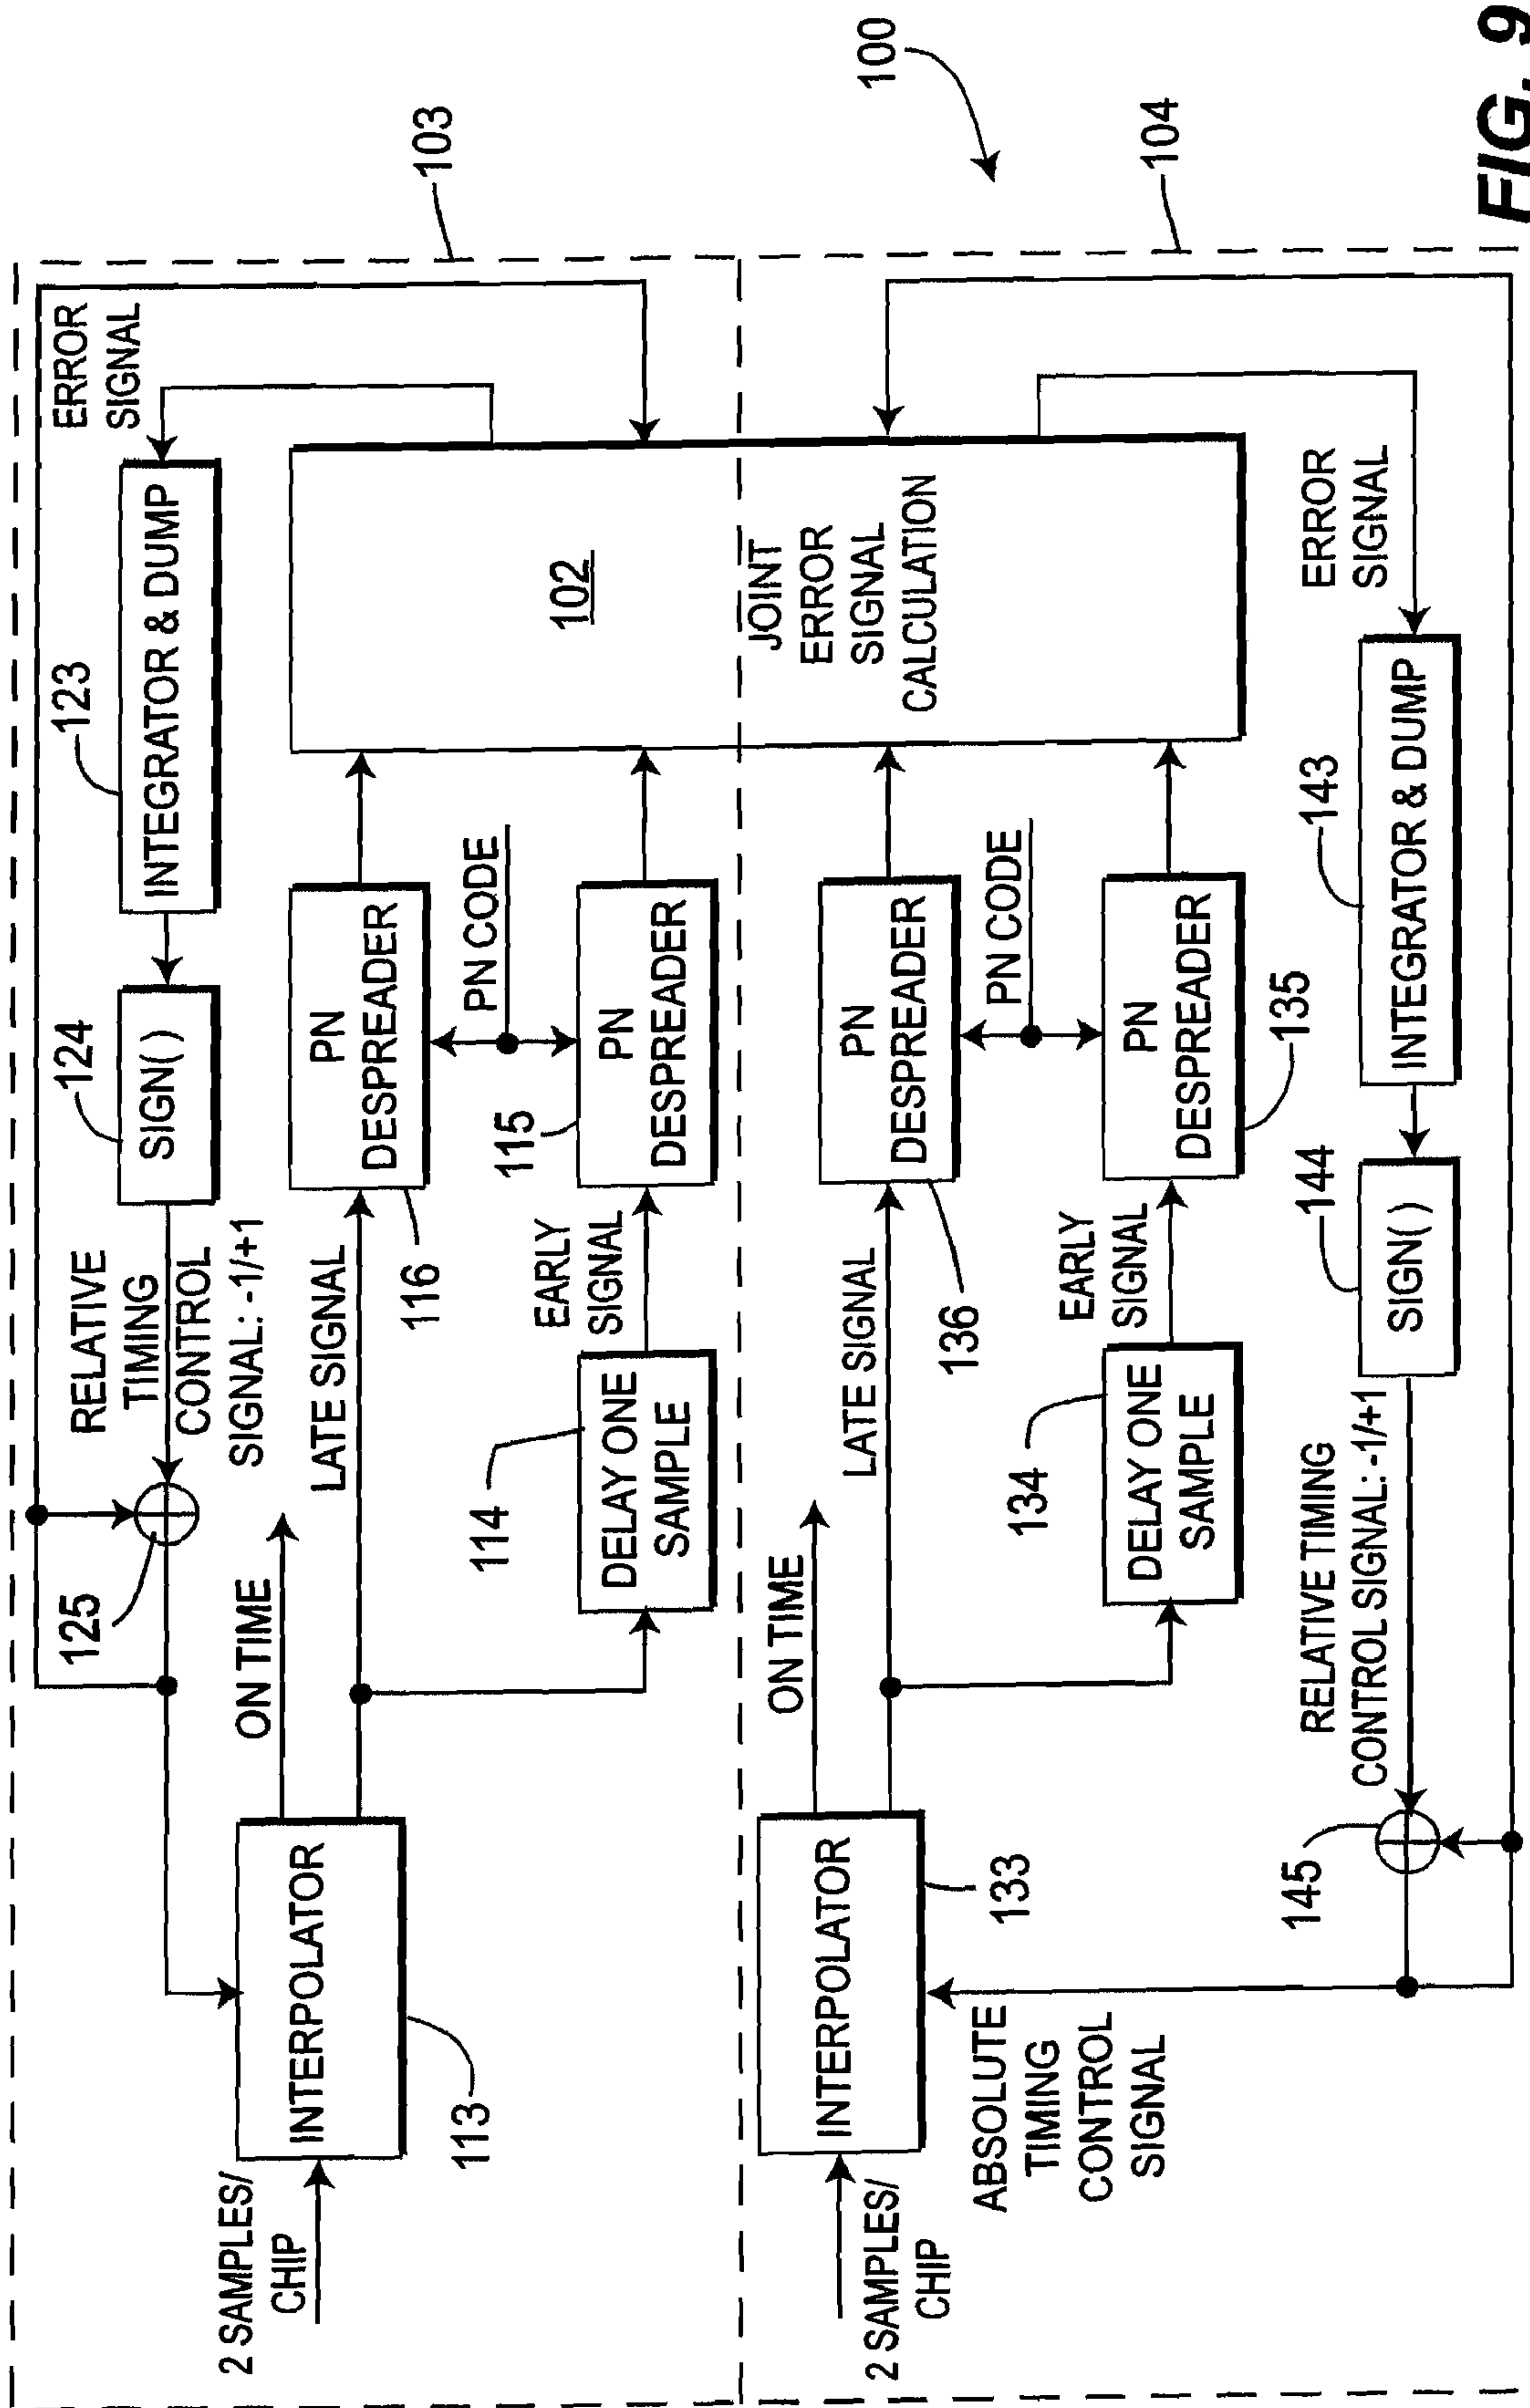 ERROR
SIGNAL
123
INTEGRATOR & DUMP
124
SIGN( )
RELATIVE
TIMING
CONTROL
SIGNAL: -1/+1
125
103
ON TIME
LATE SIGNAL
116
PN
DESPREADER
PN CODE
115
PN
DESPREADER
EARLY
SIGNAL
114
DELAY ONE
SAMPLE
INTERPOLATOR
113
2 SAMPLES/
CHIP
102
JOINT
ERROR
SIGNAL
CALCULATION
100
104
ON TIME
LATE SIGNAL
136
PN
DESPREADER
PN CODE
PN
DESPREADER
135
EARLY
SIGNAL
134
DELAY ONE
SAMPLE
INTERPOLATOR
133
2 SAMPLES/
CHIP
ABSOLUTE
TIMING
CONTROL
SIGNAL
ERROR
SIGNAL
143
INTEGRATOR & DUMP
144
SIGN( )
RELATIVE TIMING
CONTROL SIGNAL: -1/+1
145
FIG. 9